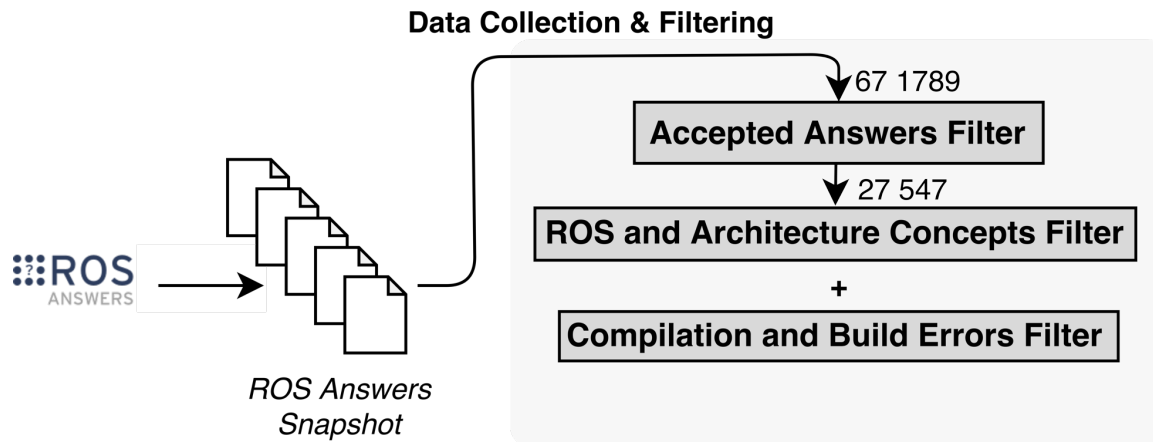 Data Collection & Filtering
67 1789
Accepted Answers Filter
27 547
ROS and Architecture Concepts Filter
+
Compilation and Build Errors Filter
?ROS
ANSWERS
ROS Answers
Snapshot